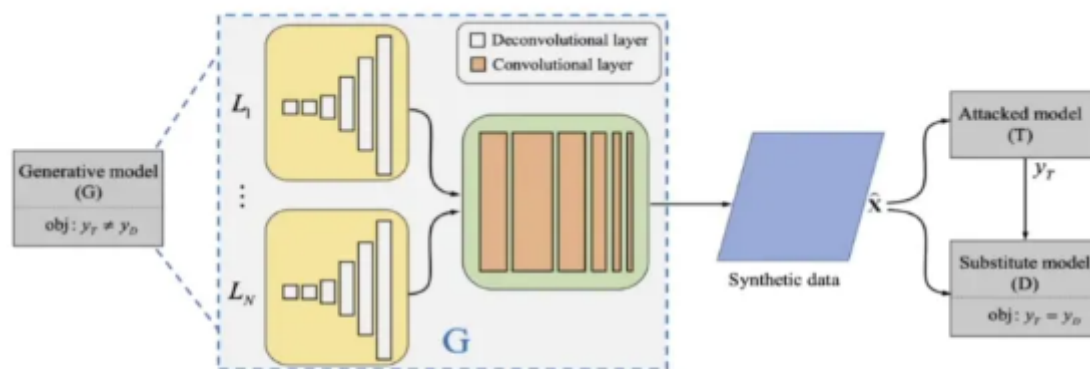 Deconvolutional layer
Convolutional layer
L₁
Generative model
(G)
obj : y_T ≠ y_D
⋮
L_N
G
Synthetic data
x̂
Attacked model
(T)
y_T
Substitute model
(D)
obj : y_T = y_D